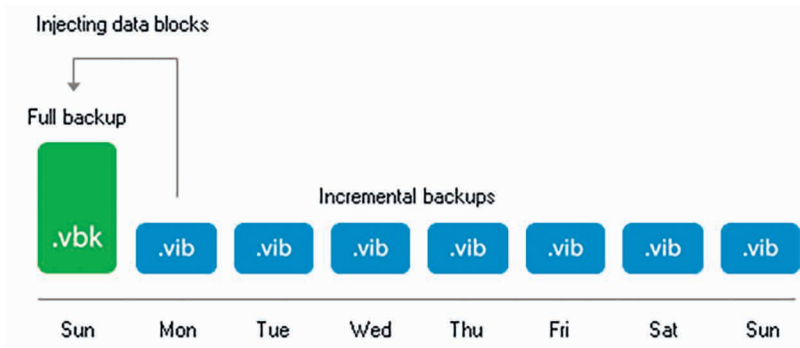 Injecting data blocks
Full backup
Incremental backups
.vbk .vib .vib .vib .vib .vib .vib .vib
Sun Mon Tue Wed Thu Fri Sat Sun